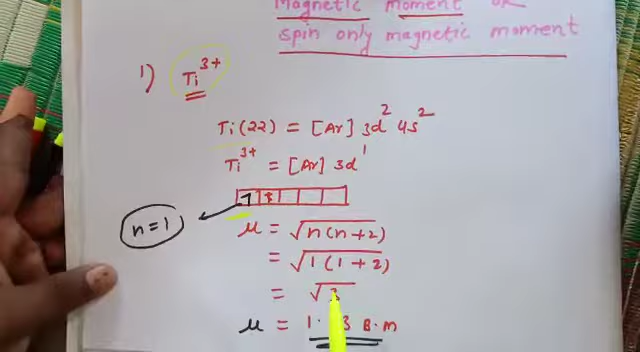 Magnetic moment or
spin only magnetic moment
1) Ti³⁺
Ti(22) = [Ar] 3d² 4s²
Ti³⁺ = [Ar] 3d¹
n=1
μ = √n(n+2)
= √1(1+2)
= √3
μ = 1. 3 B.M